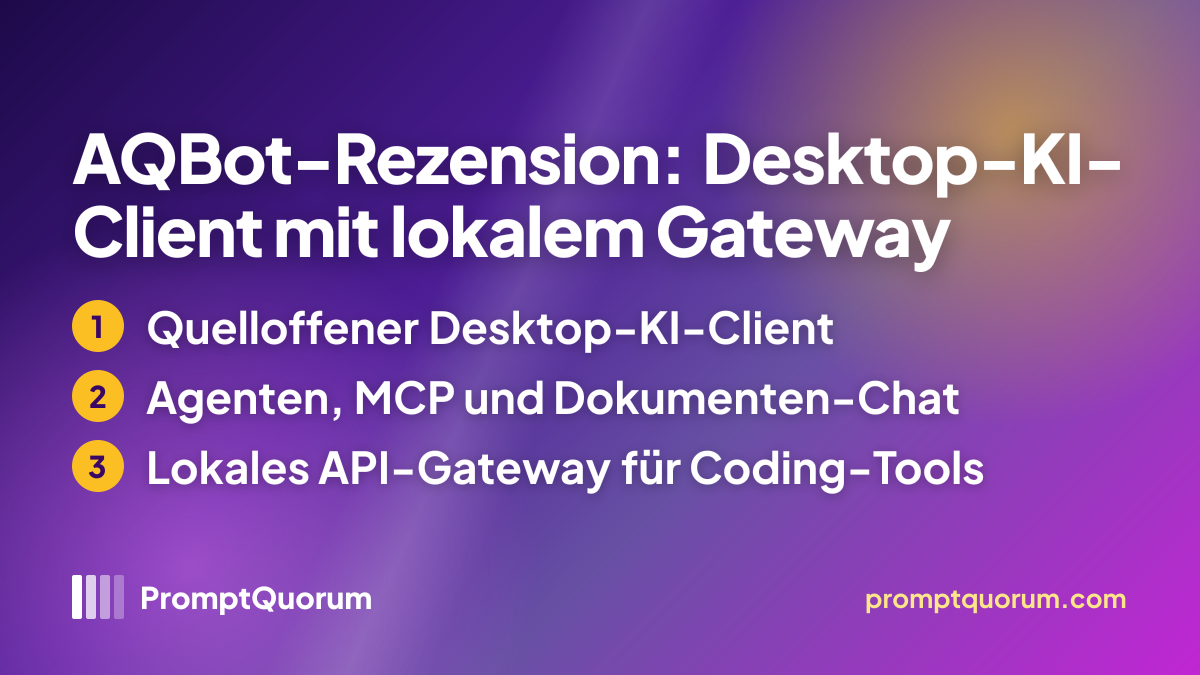 AQBot-Rezension: Desktop-KI-
Client mit lokalem Gateway
1 Quelloffener Desktop-KI-Client
2 Agenten, MCP und Dokumenten-Chat
3 Lokales API-Gateway für Coding-Tools
PromptQuorum
promptquorum.com